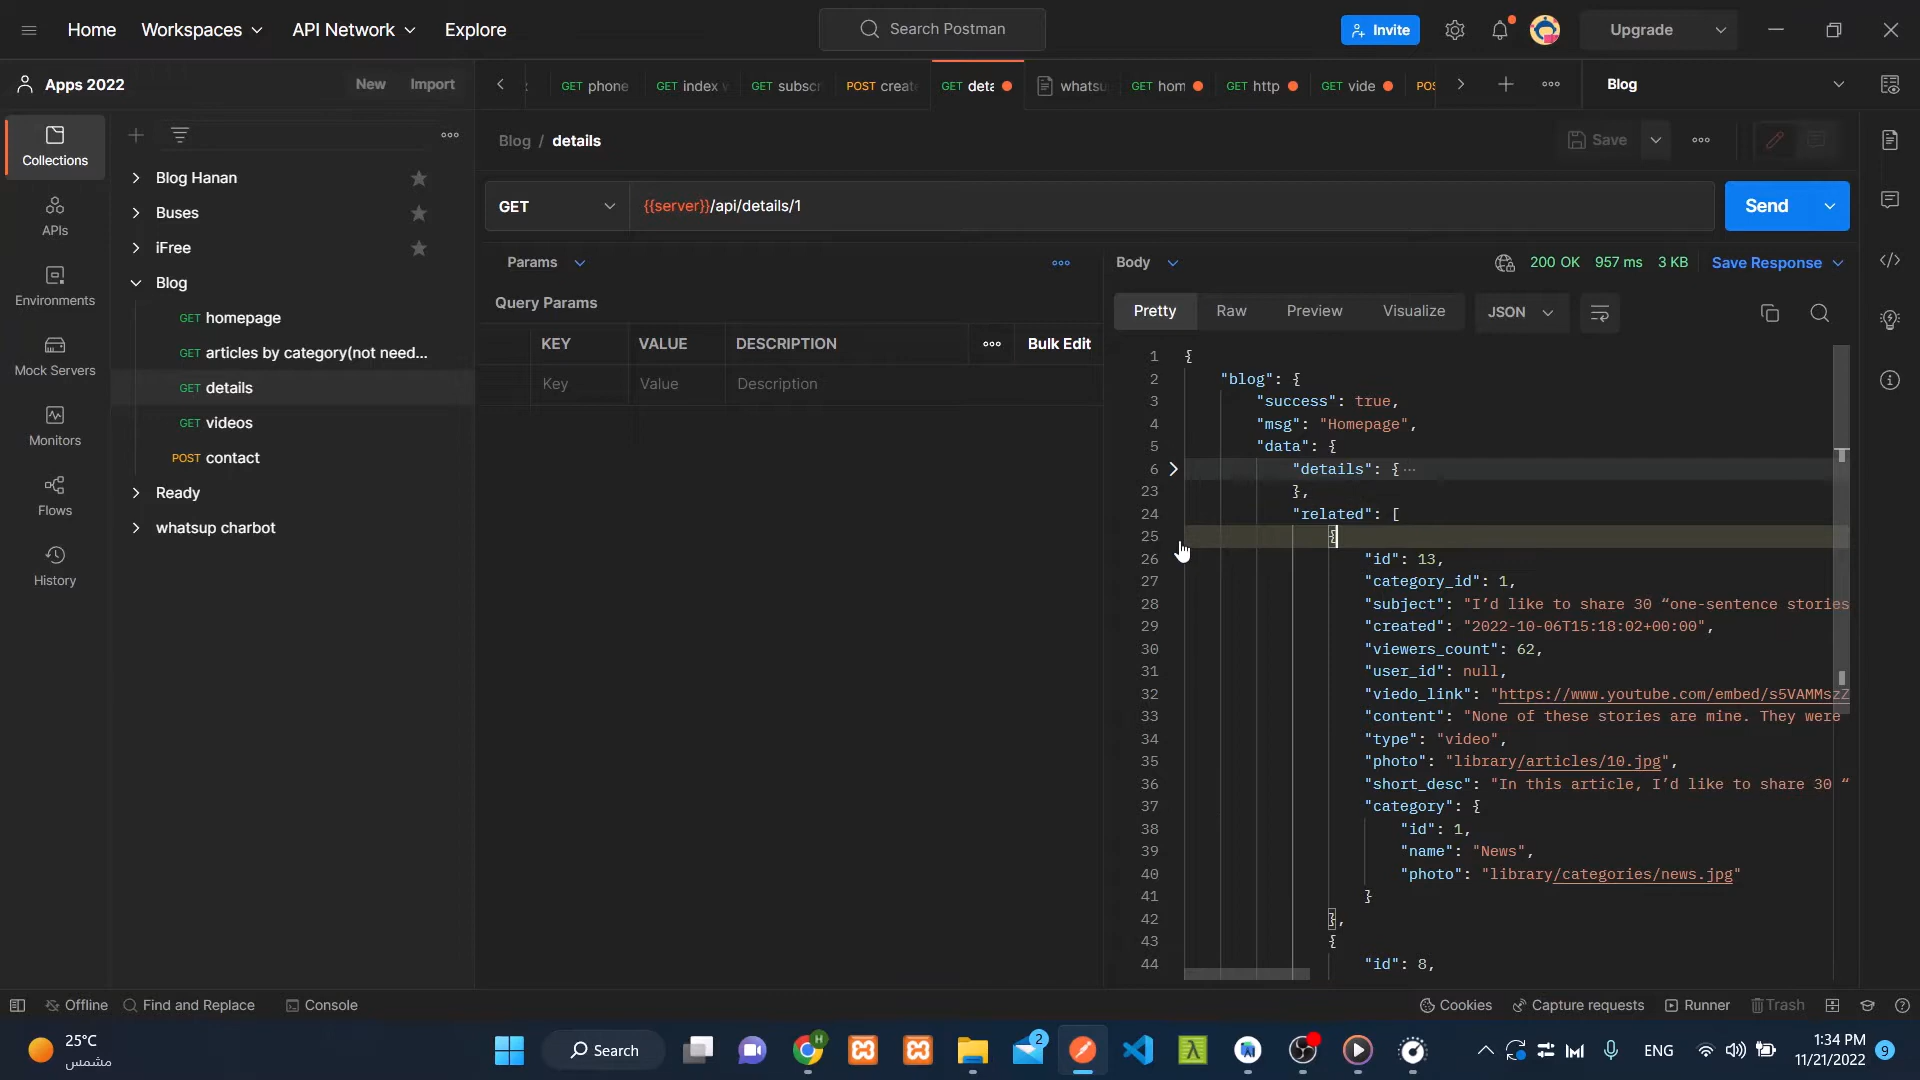 Home
Workspaces
API Network
Explore
Search Postman
Invite
Upgrade
Apps 2022
New
Import
GET phone
GET index
GET subscr
POST create
GET deta
whatsu
GET hom
GET http
GET vide
POS
Blog
Collections
APIs
Environments
Mock Servers
Monitors
Flows
History
Blog Hanan
Buses
iFree
Blog
GET homepage
GET articles by category(not need...
GET details
GET videos
POST contact
Ready
whatsup charbot
Blog / details
Save
GET
{{server}}/api/details/1
Send
Params
Query Params
KEY VALUE DESCRIPTION
Bulk Edit
Key Value Description
Body
200 OK 957 ms 3 KB Save Response
Pretty Raw Preview Visualize JSON
1 {
2 "blog": {
3 "success": true,
4 "msg": "Homepage",
5 "data": {
6 "details": { ...
23 },
24 "related": [
25 {
26 "id": 13,
27 "category_id": 1,
28 "subject": "I’d like to share 30 “one-sentence stories
29 "created": "2022-10-06T15:18:02+00:00",
30 "viewers_count": 62,
31 "user_id": null,
32 "viedo_link": "https://www.youtube.com/embed/s5VAMMszZ
33 "content": "None of these stories are mine. They were
34 "type": "video",
35 "photo": "library/articles/10.jpg",
36 "short_desc": "In this article, I’d like to share 30 “
37 "category": {
38 "id": 1,
39 "name": "News",
40 "photo": "library/categories/news.jpg"
41 }
42 },
43 {
44 "id": 8,
Offline
Find and Replace
Console
Cookies
Capture requests
Runner
Trash
25°C
مشمس
Search
2
ENG
1:34 PM
11/21/2022
9